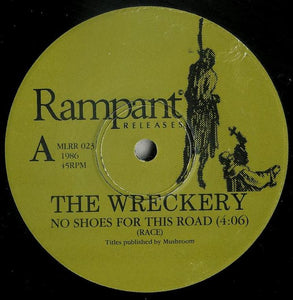 Rampant
RELEASES
A
MLRR 023
1986
45RPM
THE WRECKERY
NO SHOES FOR THIS ROAD (4:06)
(RACE)
Titles published by Mushroom